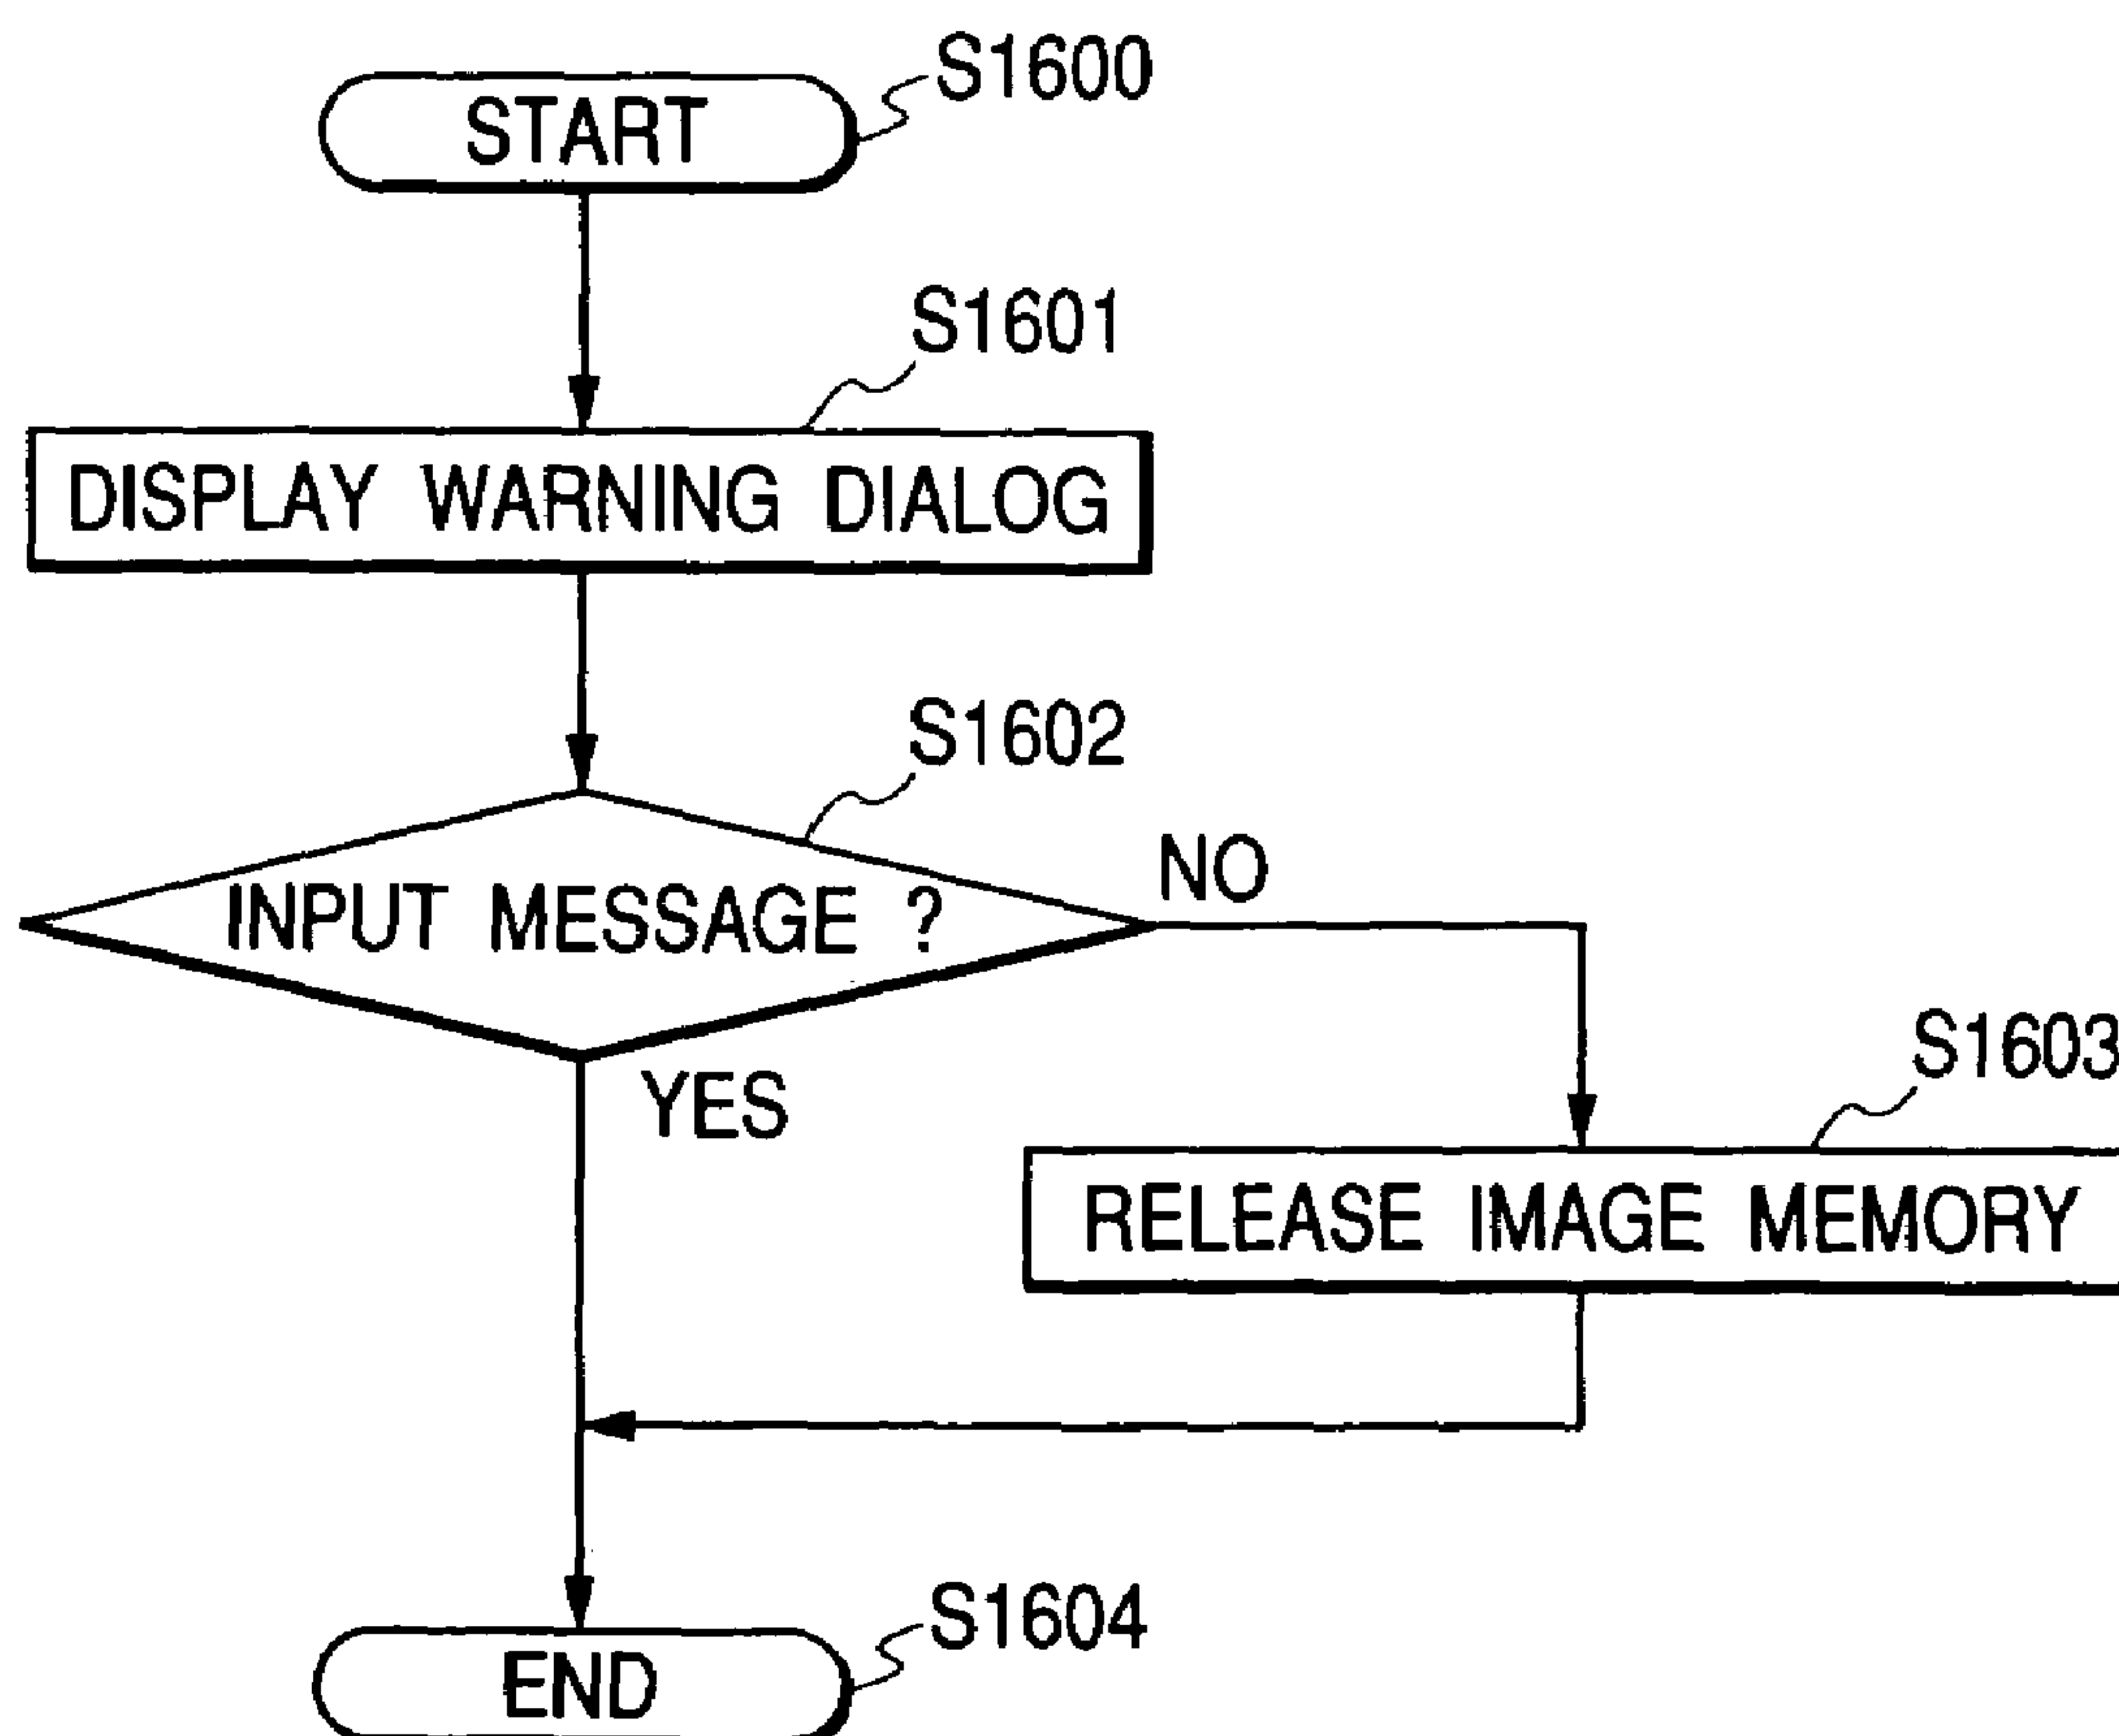 S1600
START
S1601
DISPLAY WARNING DIALOG
S1602
INPUT MESSAGE ?
NO
YES
S1603
RELEASE IMAGE MEMORY
S1604
END